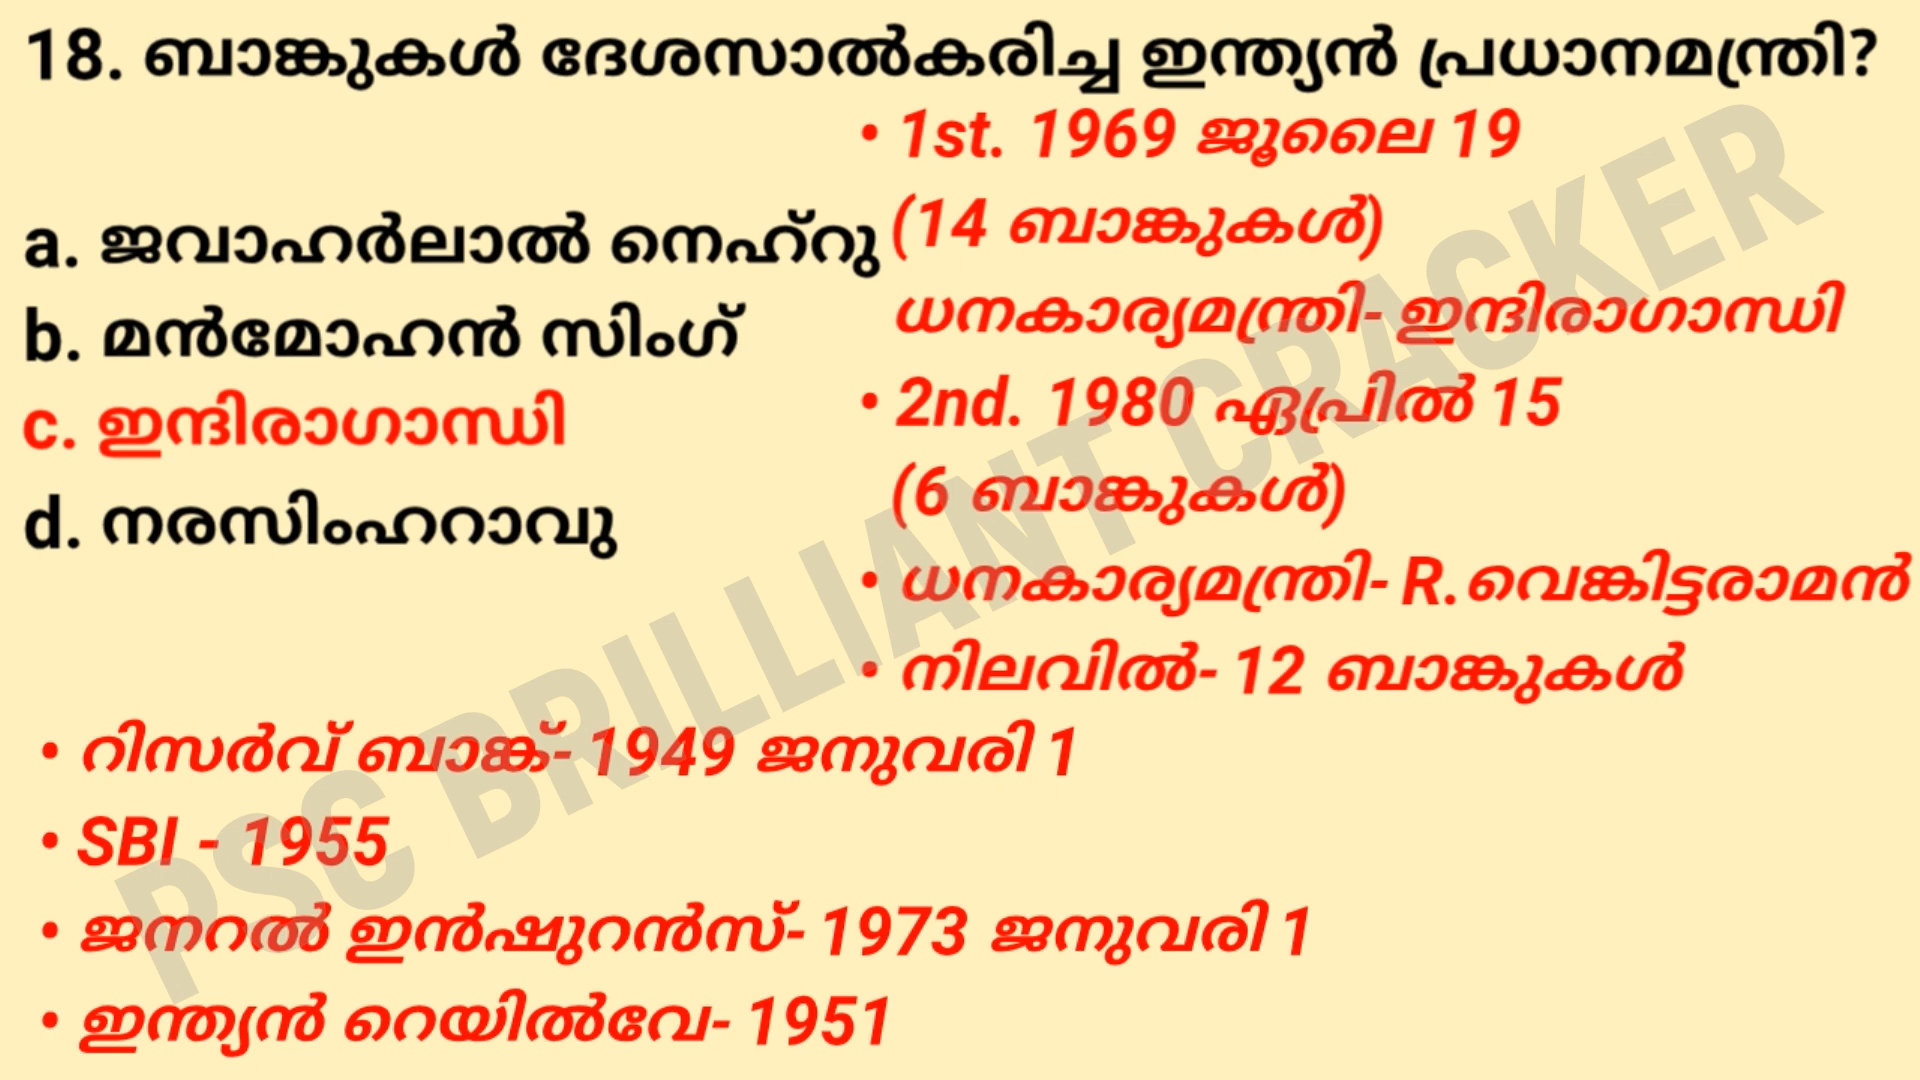 18. ബാങ്കുകൾ ദേശസാൽകരിച്ച ഇന്ത്യൻ പ്രധാനമന്ത്രി?
a. ജവാഹർലാൽ നെഹ്റു
b. മൻമോഹൻ സിംഗ്
c. ഇന്ദിരാഗാന്ധി
d. നരസിംഹറാവു
• 1st. 1969 ജൂലൈ 19
(14 ബാങ്കുകൾ)
ധനകാര്യമന്ത്രി- ഇന്ദിരാഗാന്ധി
• 2nd. 1980 ഏപ്രിൽ 15
(6 ബാങ്കുകൾ)
• ധനകാര്യമന്ത്രി- R.വെങ്കിട്ടരാമൻ
• നിലവിൽ- 12 ബാങ്കുകൾ
• റിസർവ് ബാങ്ക്- 1949 ജനുവരി 1
• SBI - 1955
• ജനറൽ ഇൻഷുറൻസ്- 1973 ജനുവരി 1
• ഇന്ത്യൻ റെയിൽവേ- 1951
PSC BRILLIANT CRACKER